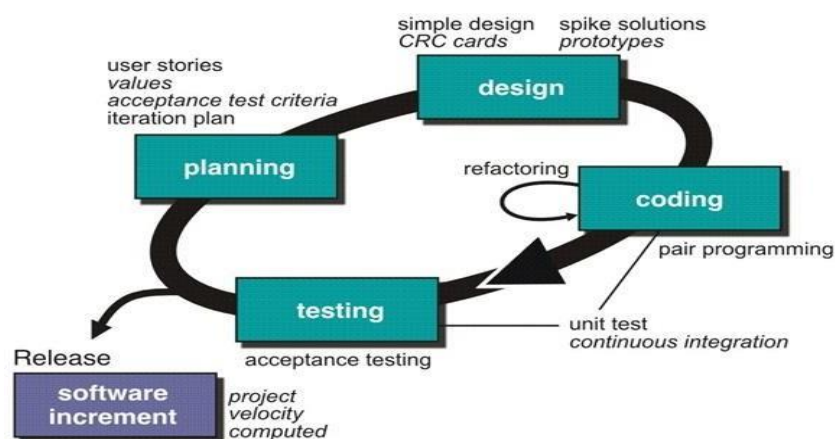 simple design
CRC cards
spike solutions
prototypes
user stories
values
acceptance test criteria
iteration plan
design
planning
refactoring
coding
pair programming
testing
unit test
continuous integration
acceptance testing
Release
software
increment
project
velocity
computed